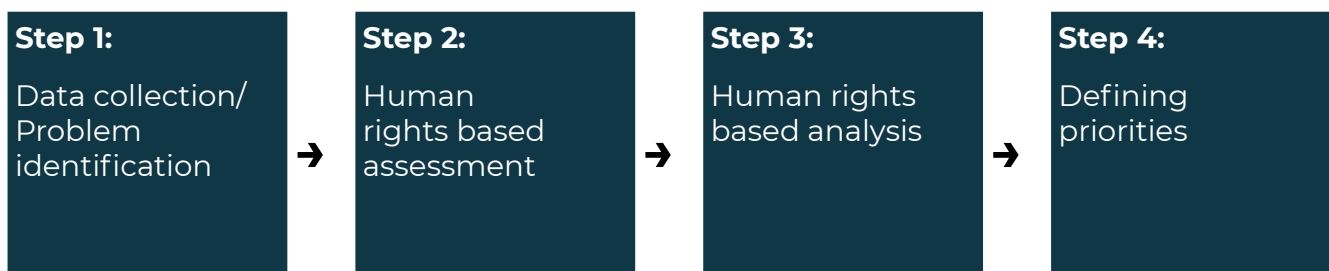 Step 1:
Data collection/
Problem
identification
Step 2:
Human
rights based
assessment
Step 3:
Human rights
based analysis
Step 4:
Defining
priorities